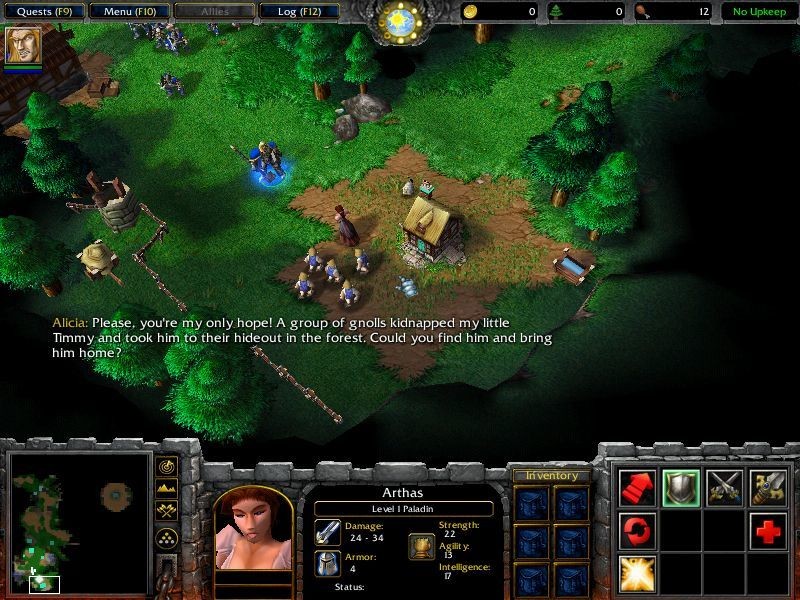 Quests (F9) Menu (F10) Allies Log (F12) 0 0 12 No Upkeep
Alicia: Please, you're my only hope! A group of gnolls kidnapped my little
Timmy and took him to their hideout in the forest. Could you find him and bring
him home?
Arthas
Level 1 Paladin
Damage:
24 - 34
Armor:
4
Status:
Strength:
22
Agility:
13
Intelligence:
17
Inventory